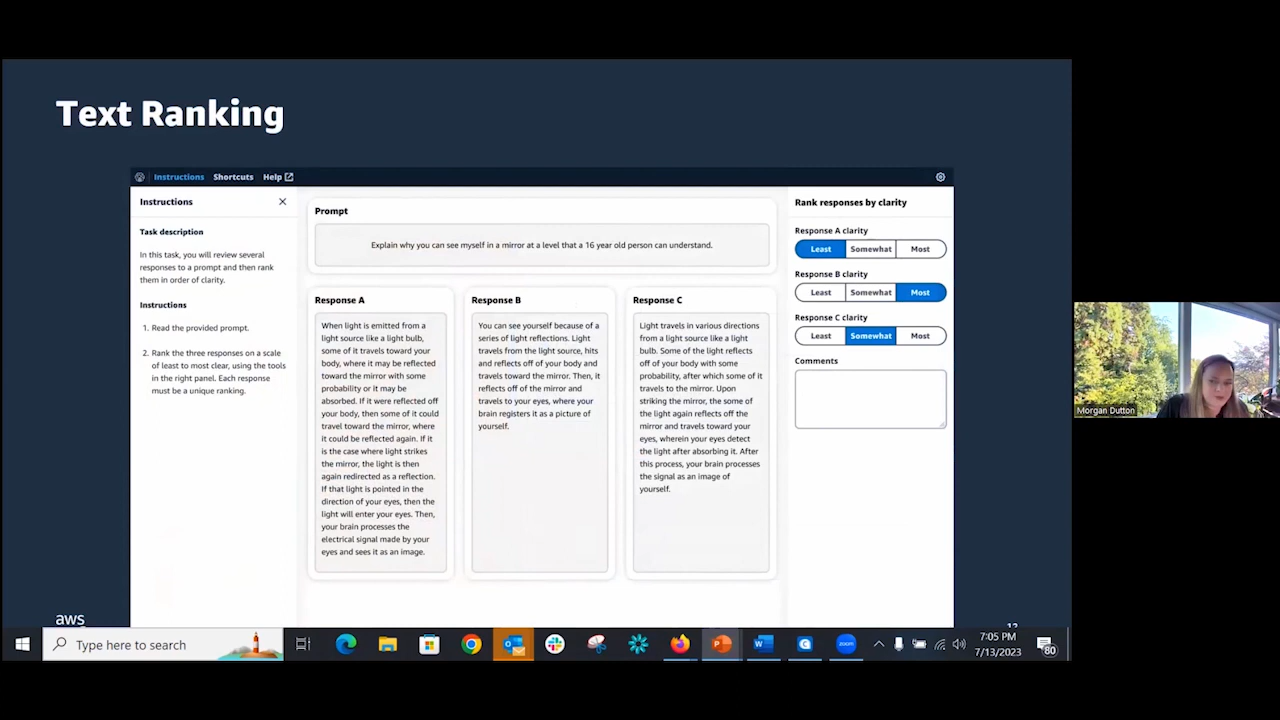 Text Ranking
Instructions
Shortcuts
Help
Instructions
Task description
In this task, you will review several
responses to a prompt and then rank
them in order of clarity.
Instructions
1. Read the provided prompt.
2. Rank the three responses on a scale
of least to most clear, using the tools
in the right panel. Each response
must be a unique ranking.
Prompt
Explain why you can see myself in a mirror at a level that a 16 year old person can understand.
Response A
When light is emitted from a
light source like a light bulb,
some of it travels toward your
body, where it may be reflected
toward the mirror with some
probability or it may be
absorbed. If it were reflected off
your body, then some of it could
travel toward the mirror, where
it could be reflected again. If it
is the case where light strikes
the mirror, the light is then
again redirected as a reflection.
If that light is pointed in the
direction of your eyes, then the
light will enter your eyes. Then,
your brain processes the
electrical signal made by your
eyes and sees it as an image.
Response B
You can see yourself because of a
series of light reflections. Light
travels from the light source, hits
and reflects off of your body and
travels toward the mirror. Then, it
reflects off of the mirror and
travels to your eyes, where your
brain registers it as a picture of
yourself.
Response C
Light travels in various directions
from a light source like a light
bulb. Some of the light reflects
off of your body with some
probability, after which some of it
travels to the mirror. Upon
striking the mirror, the some of
the light again reflects off the
mirror and travels toward your
eyes, wherein your eyes detect
the light after absorbing it. After
this process, your brain processes
the signal as an image of
yourself.
Rank responses by clarity
Response A clarity
Least Somewhat Most
Response B clarity
Least Somewhat Most
Response C clarity
Least Somewhat Most
Comments
Morgan Dutton
aws
Type here to search
zoom
7:05 PM
7/13/2023
80